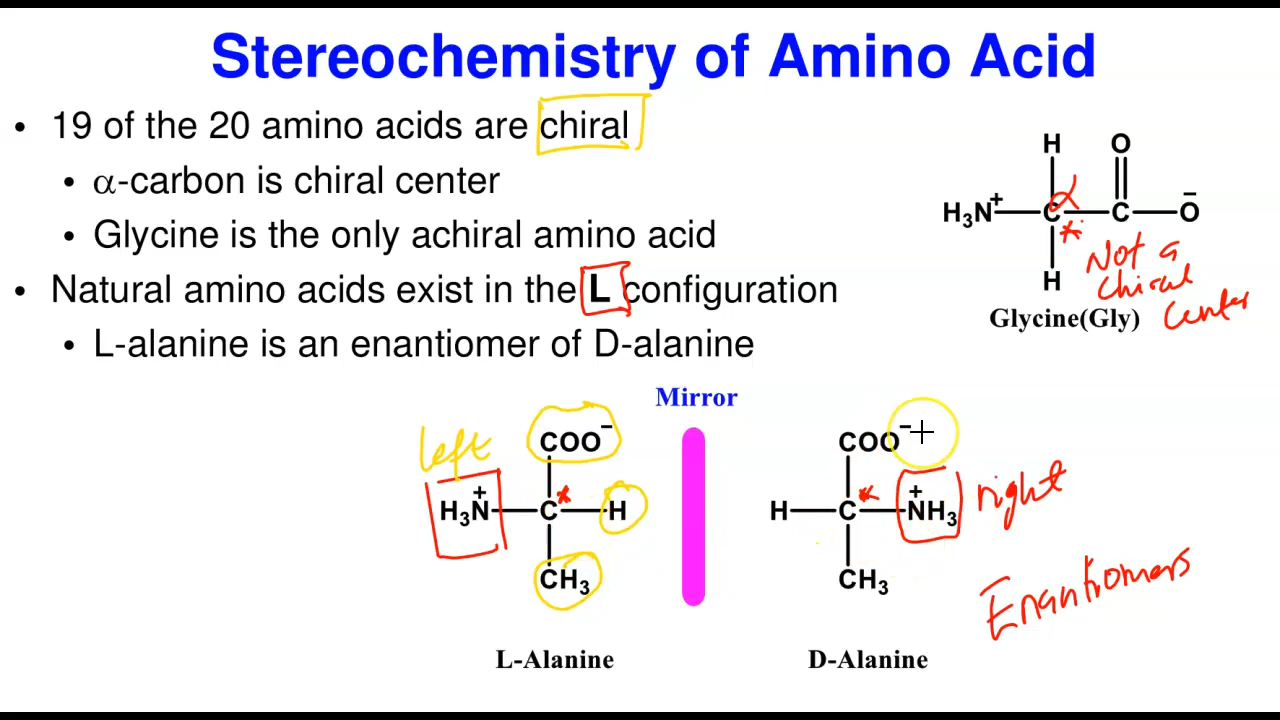 Stereochemistry of Amino Acid
• 19 of the 20 amino acids are chiral
• α-carbon is chiral center
• Glycine is the only achiral amino acid
• Natural amino acids exist in the L configuration
• L-alanine is an enantiomer of D-alanine
H O
H₃N⁺ C C O⁻
α
*
H
Not a
chiral
center
Glycine(Gly)
Mirror
left
COO⁻
H₃N⁺ C * H
CH₃
L-Alanine
COO⁻
H C * NH₃⁺
CH₃
right
Enantiomers
D-Alanine